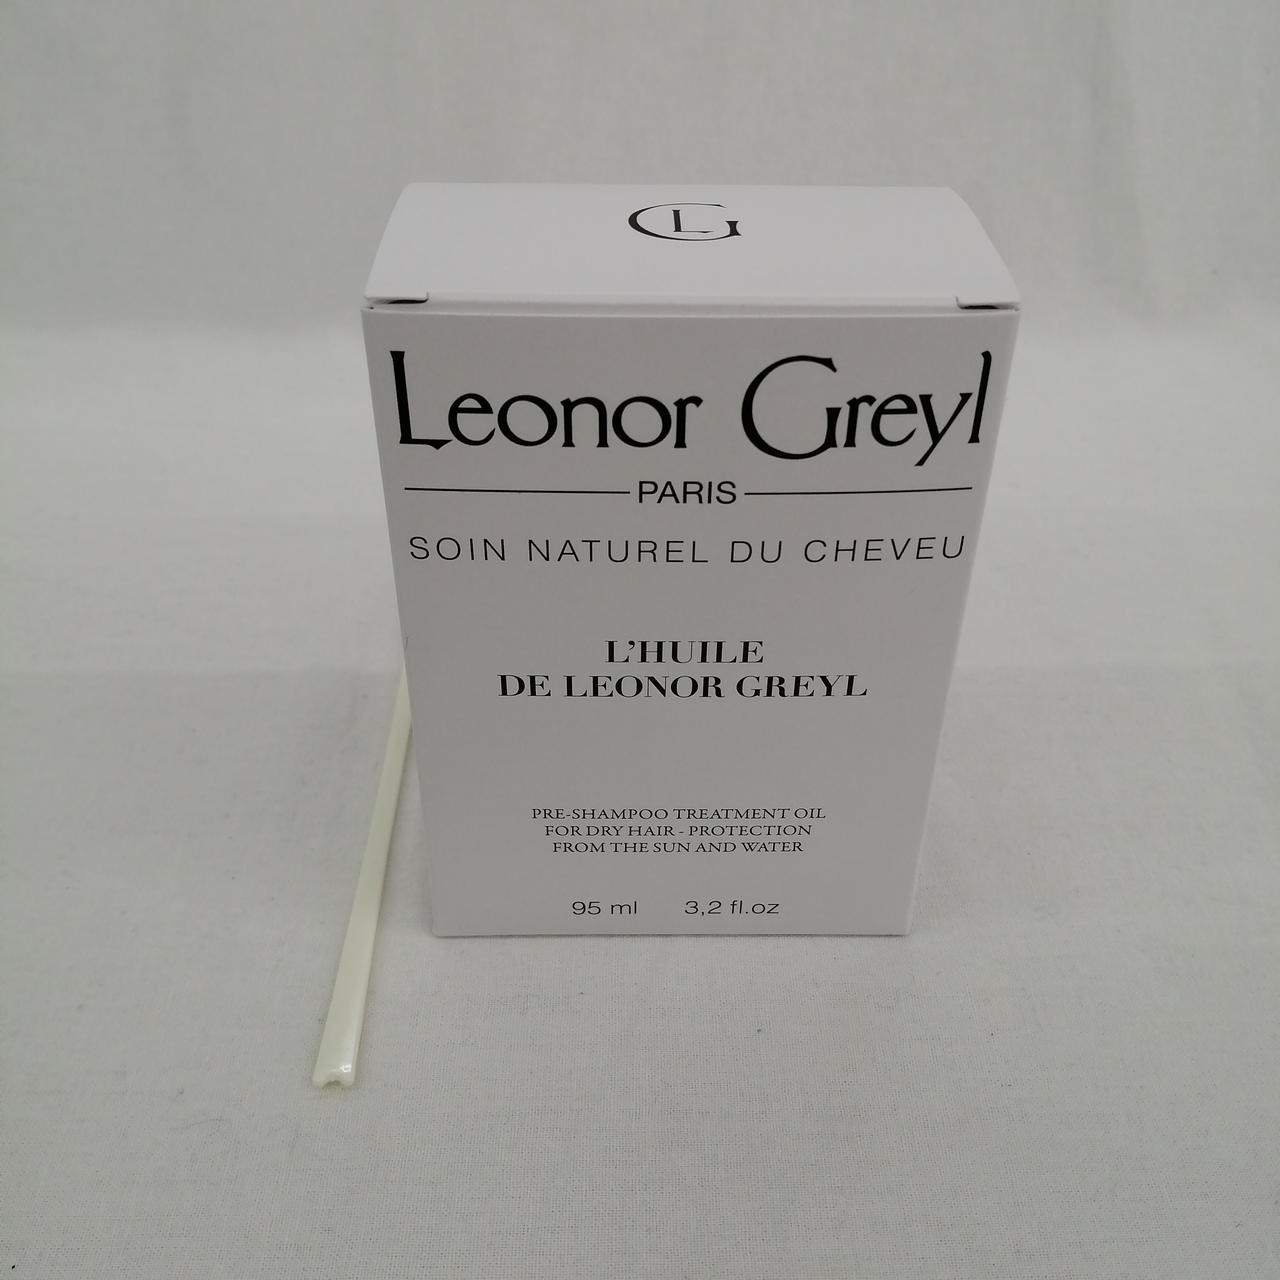 LG
Leonor Greyl
PARIS
SOIN NATUREL DU CHEVEU
L'HUILE
DE LEONOR GREYL
PRE-SHAMPOO TREATMENT OIL
FOR DRY HAIR - PROTECTION
FROM THE SUN AND WATER
95 ml 3,2 fl.oz